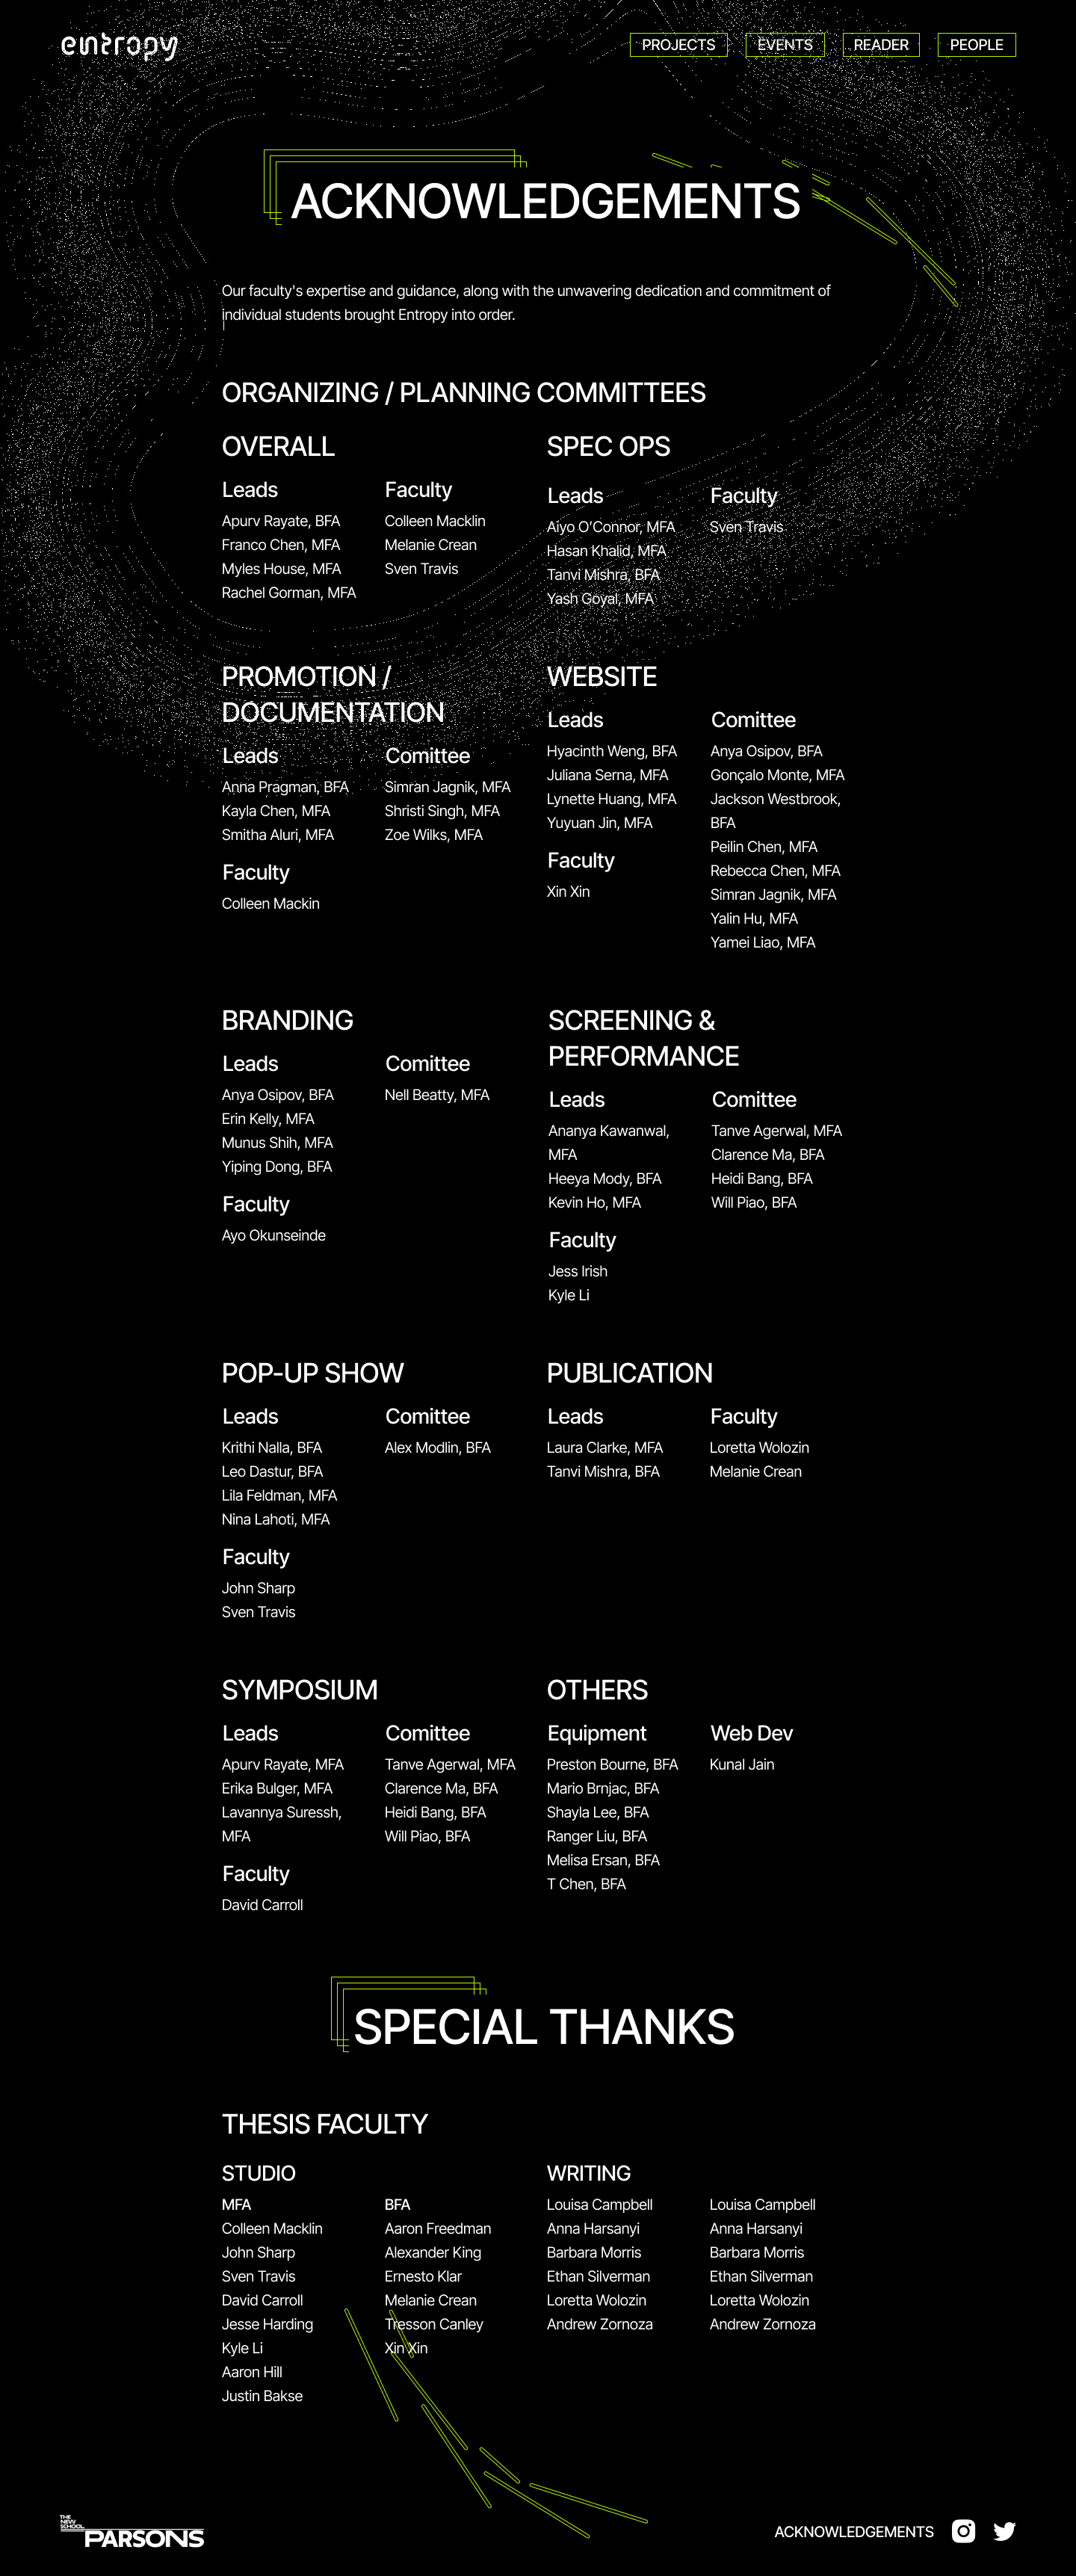 entropy
PROJECTS
EVENTS
READER
PEOPLE
ACKNOWLEDGEMENTS
Our faculty's expertise and guidance, along with the unwavering dedication and commitment of
individual students brought Entropy into order.
ORGANIZING / PLANNING COMMITTEES
OVERALL
Leads
Apurv Rayate, BFA
Franco Chen, MFA
Myles House, MFA
Rachel Gorman, MFA
Faculty
Colleen Macklin
Melanie Crean
Sven Travis
SPEC OPS
Leads
Aiyo O'Connor, MFA
Hasan Khalid, MFA
Tanvi Mishra, BFA
Yash Goyal, MFA
Faculty
Sven Travis
PROMOTION /
DOCUMENTATION
Leads
Anna Pragman, BFA
Kayla Chen, MFA
Smitha Aluri, MFA
Comittee
Simran Jagnik, MFA
Shristi Singh, MFA
Zoe Wilks, MFA
Faculty
Colleen Mackin
WEBSITE
Leads
Hyacinth Weng, BFA
Juliana Serna, MFA
Lynette Huang, MFA
Yuyuan Jin, MFA
Faculty
Xin Xin
Comittee
Anya Osipov, BFA
Gonçalo Monte, MFA
Jackson Westbrook,
BFA
Peilin Chen, MFA
Rebecca Chen, MFA
Simran Jagnik, MFA
Yalin Hu, MFA
Yamei Liao, MFA
BRANDING
Leads
Anya Osipov, BFA
Erin Kelly, MFA
Munus Shih, MFA
Yiping Dong, BFA
Comittee
Nell Beatty, MFA
Faculty
Ayo Okunseinde
SCREENING &
PERFORMANCE
Leads
Ananya Kawanwal,
MFA
Heeya Mody, BFA
Kevin Ho, MFA
Comittee
Tanve Agerwal, MFA
Clarence Ma, BFA
Heidi Bang, BFA
Will Piao, BFA
Faculty
Jess Irish
Kyle Li
POP-UP SHOW
Leads
Krithi Nalla, BFA
Leo Dastur, BFA
Lila Feldman, MFA
Nina Lahoti, MFA
Comittee
Alex Modlin, BFA
Faculty
John Sharp
Sven Travis
PUBLICATION
Leads
Laura Clarke, MFA
Tanvi Mishra, BFA
Faculty
Loretta Wolozin
Melanie Crean
SYMPOSIUM
Leads
Apurv Rayate, MFA
Erika Bulger, MFA
Lavannya Suressh,
MFA
Comittee
Tanve Agerwal, MFA
Clarence Ma, BFA
Heidi Bang, BFA
Will Piao, BFA
Faculty
David Carroll
OTHERS
Equipment
Preston Bourne, BFA
Mario Brnjac, BFA
Shayla Lee, BFA
Ranger Liu, BFA
Melisa Ersan, BFA
T Chen, BFA
Web Dev
Kunal Jain
SPECIAL THANKS
THESIS FACULTY
STUDIO
MFA
Colleen Macklin
John Sharp
Sven Travis
David Carroll
Jesse Harding
Kyle Li
Aaron Hill
Justin Bakse
BFA
Aaron Freedman
Alexander King
Ernesto Klar
Melanie Crean
Tresson Canley
Xin Xin
WRITING
Louisa Campbell
Anna Harsanyi
Barbara Morris
Ethan Silverman
Loretta Wolozin
Andrew Zornoza
Louisa Campbell
Anna Harsanyi
Barbara Morris
Ethan Silverman
Loretta Wolozin
Andrew Zornoza
THE
NEW
SCHOOL
PARSONS
ACKNOWLEDGEMENTS